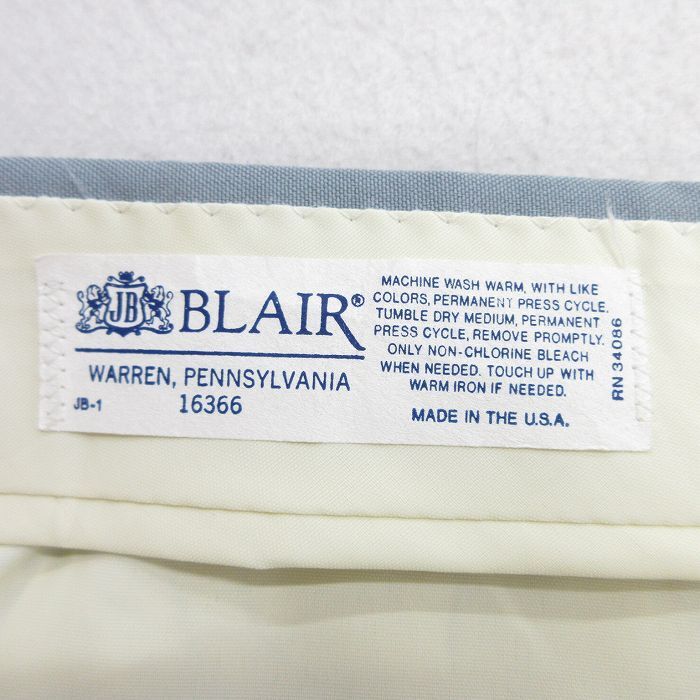 JB
BLAIR®
WARREN, PENNSYLVANIA
JB-1
16366
MACHINE WASH WARM, WITH LIKE
COLORS, PERMANENT PRESS CYCLE.
TUMBLE DRY MEDIUM, PERMANENT
PRESS CYCLE, REMOVE PROMPTLY.
ONLY NON-CHLORINE BLEACH
WHEN NEEDED. TOUCH UP WITH
WARM IRON IF NEEDED.
MADE IN THE U.S.A.
RN 34086